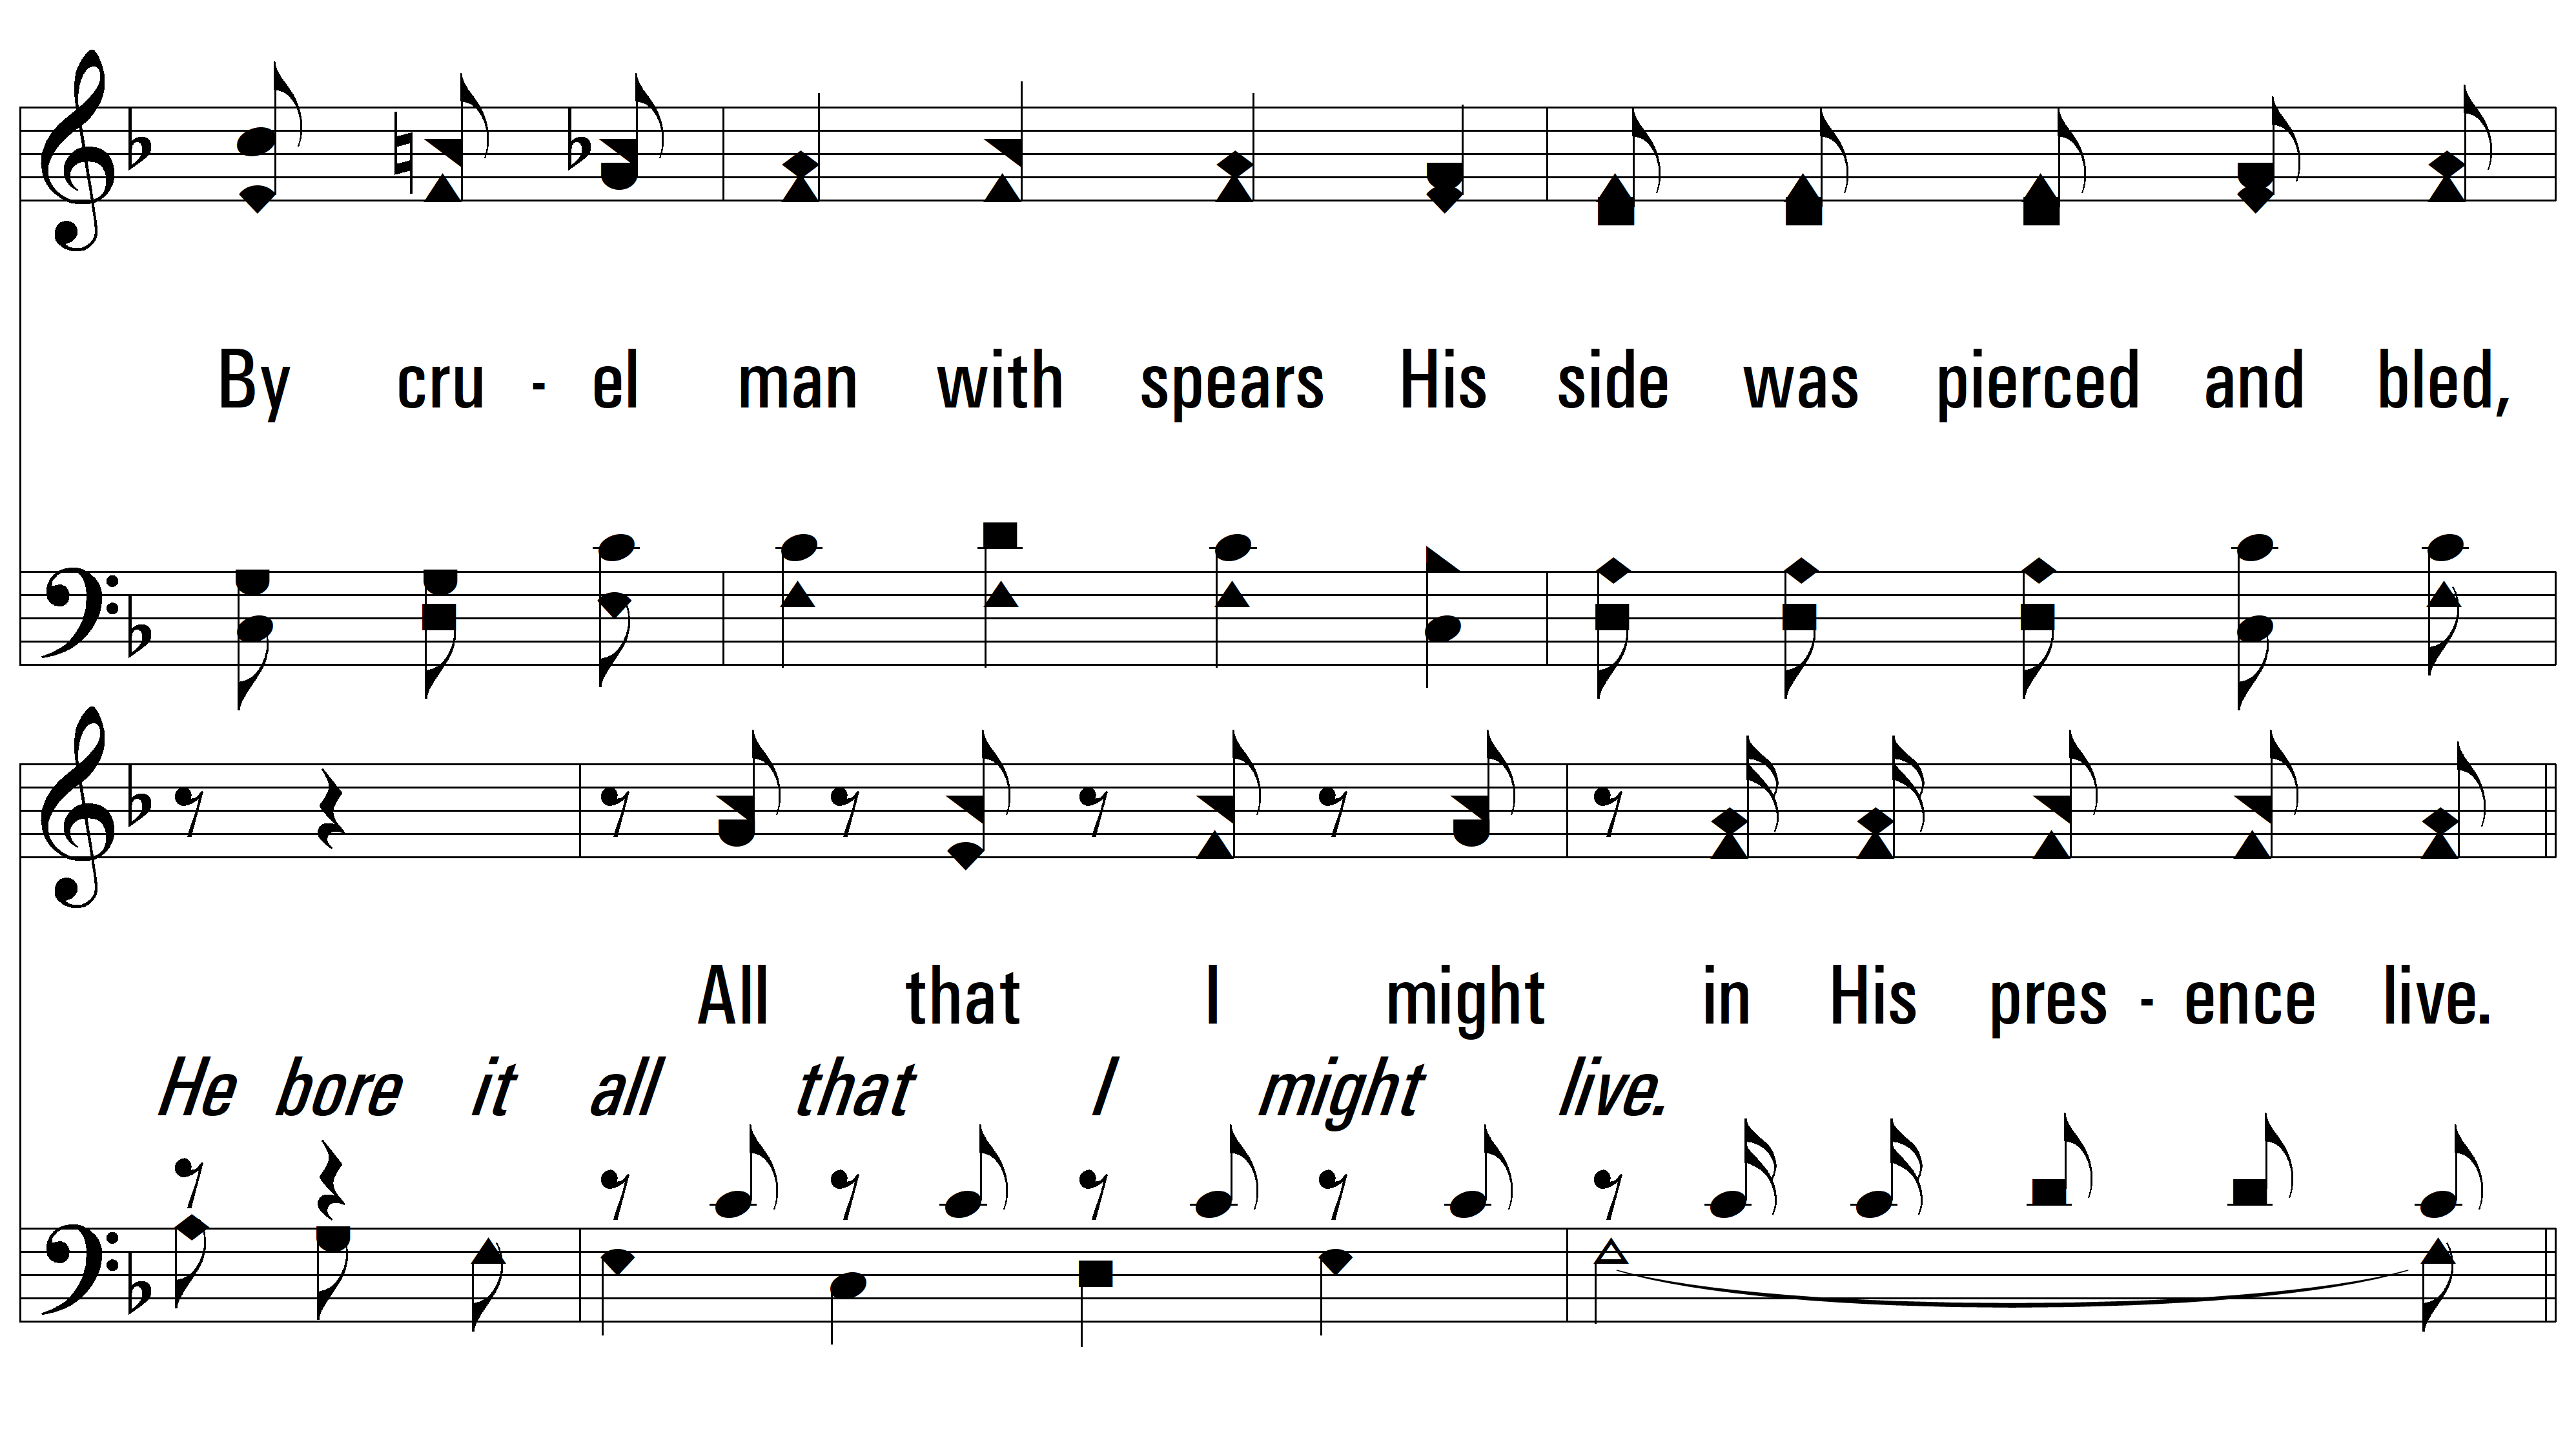 By cru - el man with spears His side was pierced and bled,
All that I might in His pres - ence live.
He bore it all that I might live.